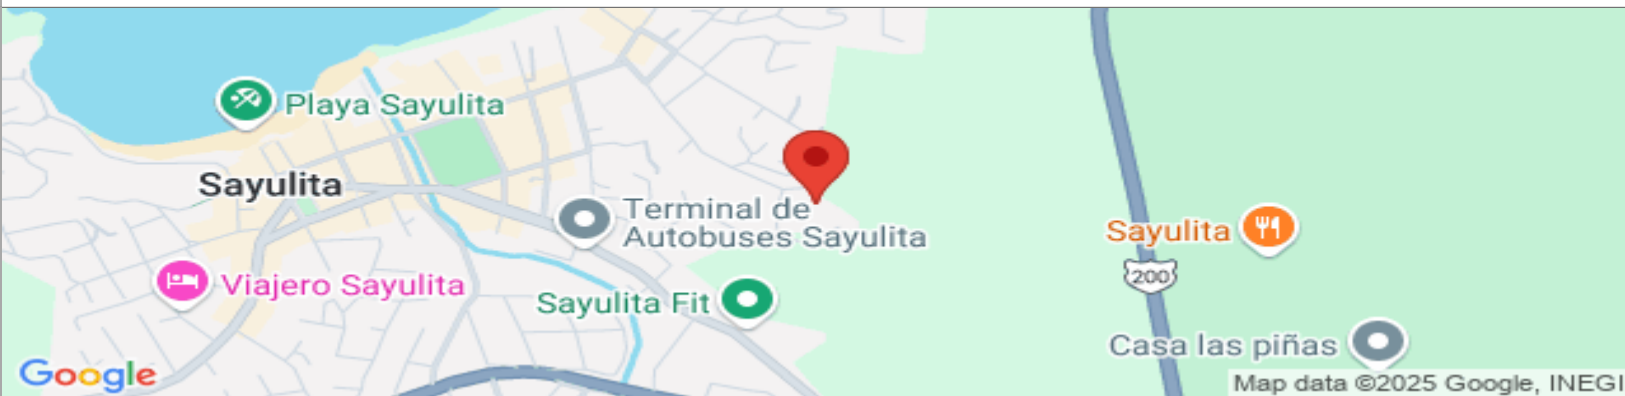 Playa Sayulita
Sayulita
Terminal de
Autobuses Sayulita
Sayulita
200
Viajero Sayulita
Sayulita Fit
Casa las piñas
Google
Map data ©2025 Google, INEGI